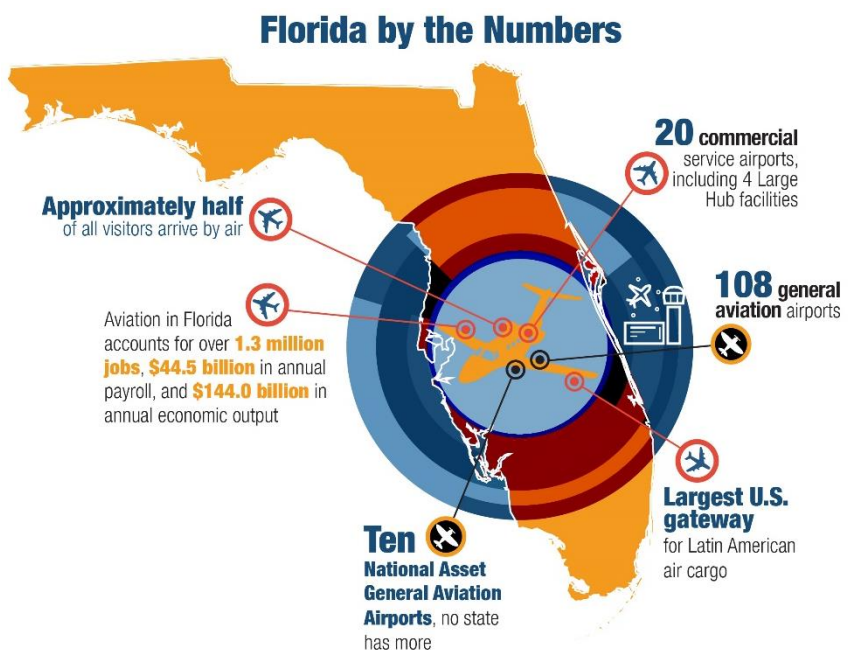 Florida by the Numbers
20 commercial
service airports,
including 4 Large
Hub facilities
Approximately half
of all visitors arrive by air
108 general
aviation airports
Aviation in Florida
accounts for over 1.3 million
jobs, $44.5 billion in annual
payroll, and $144.0 billion in
annual economic output
Largest U.S.
gateway
for Latin American
air cargo
Ten
National Asset
General Aviation
Airports, no state
has more